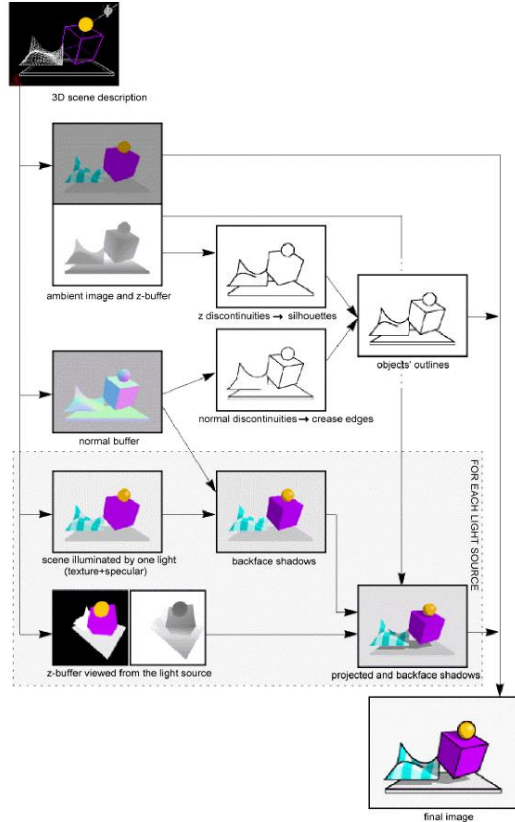 3D scene description
ambient image and z-buffer
z discontinuities → silhouettes
objects' outlines
normal discontinuities → crease edges
normal buffer
FOR EACH LIGHT SOURCE
scene illuminated by one light
(texture+specular)
backface shadows
z-buffer viewed from the light source
projected and backface shadows
final image